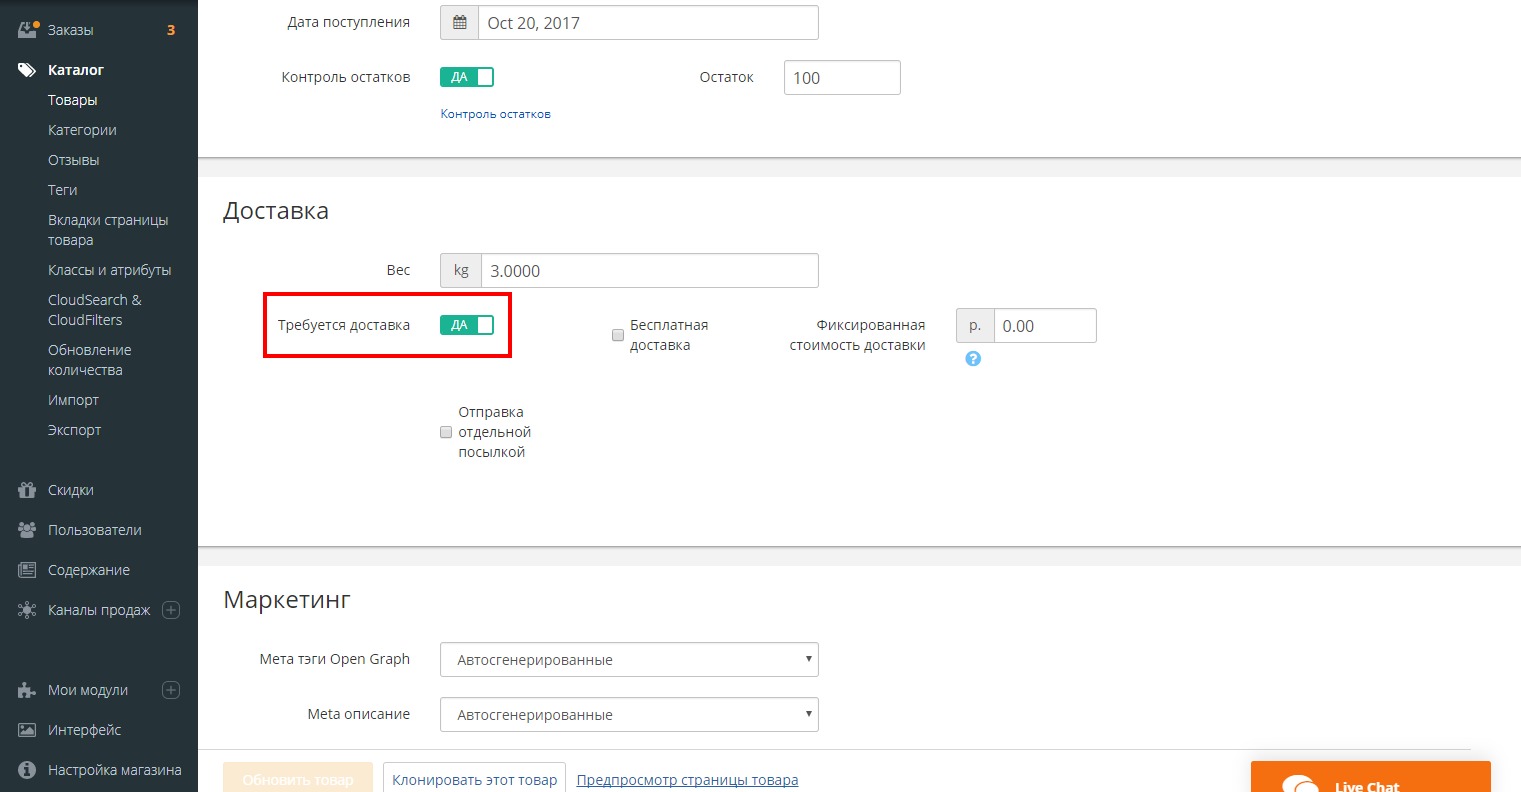 Заказы 3
Каталог
Товары
Категории
Отзывы
Теги
Вкладки страницы
товара
Классы и атрибуты
CloudSearch &
CloudFilters
Обновление
количества
Импорт
Экспорт
Скидки
Пользователи
Содержание
Каналы продаж
Мои модули
Интерфейс
Настройка магазина
Дата поступления Oct 20, 2017
Контроль остатков ДА Остаток 100
Контроль остатков
Доставка
Вес kg 3.0000
Требуется доставка ДА
Бесплатная
доставка
Фиксированная
стоимость доставки
р. 0.00
?
Отправка
отдельной
посылкой
Маркетинг
Мета тэги Open Graph Автосгенерированные
Meta описание Автосгенерированные
Обновить товар Клонировать этот товар Предпросмотр страницы товара
Live Chat